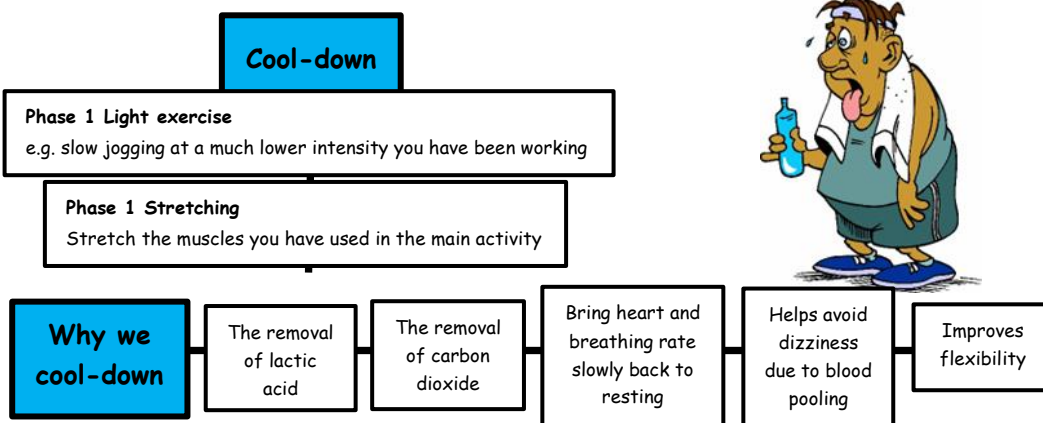 Cool-down
Phase 1 Light exercise
e.g. slow jogging at a much lower intensity you have been working
Phase 1 Stretching
Stretch the muscles you have used in the main activity
Why we
cool-down
The removal
of lactic
acid
The removal
of carbon
dioxide
Bring heart and
breathing rate
slowly back to
resting
Helps avoid
dizziness
due to blood
pooling
Improves
flexibility